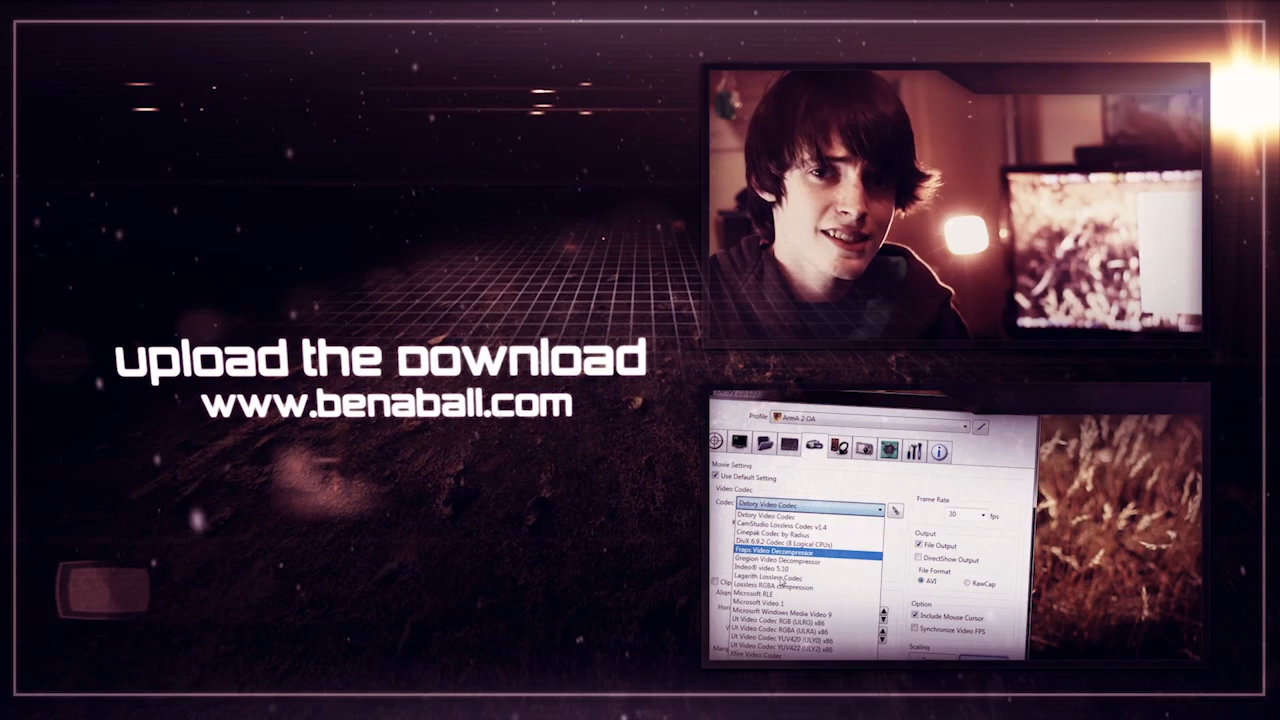 upload the Download
www.benaball.com
Profile ArmA 2 OA
Movie Setting
Use Default Setting
Video Codec
Codec Dxtory Video Codec
Dxtory Video Codec
CamStudio Lossless Codec v1.4
Cinepak Codec by Radius
DivX 6.9.2 Codec (8 Logical CPUs)
Fraps Video Decompressor
Gregion Video Decompressor
Indeo® video 5.10
Lagarith Lossless Codec
Lossless RGBA compression
Microsoft RLE
Microsoft Video 1
Microsoft Windows Media Video 9
Ut Video Codec RGB (ULRG) x86
Ut Video Codec RGBA (ULRA) x86
Ut Video Codec YUV420 (ULY0) x86
Ut Video Codec YUV422 (ULY2) x86
Xfire Video Codec
Frame Rate
30 fps
Output
File Output
DirectShow Output
File Format
AVI RawCap
Option
Include Mouse Cursor
Synchronize Video FPS
Scaling